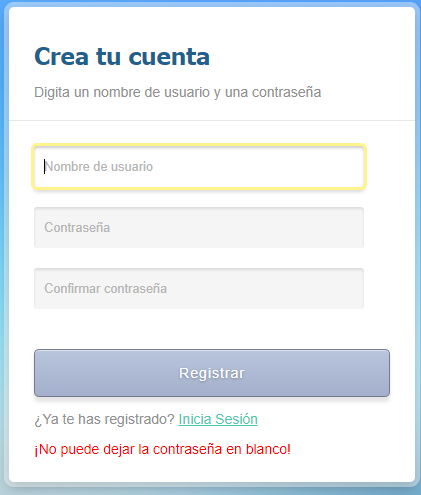 Crea tu cuenta
Digita un nombre de usuario y una contraseña
Nombre de usuario
Contraseña
Confirmar contraseña
Registrar
¿Ya te has registrado? Inicia Sesión
¡No puede dejar la contraseña en blanco!